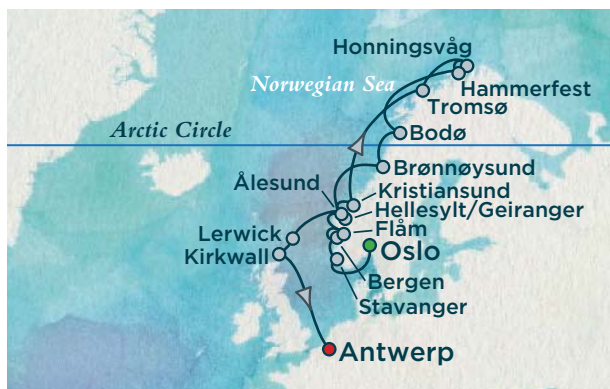 Honningsvåg
Norwegian Sea
Hammerfest
Tromsø
Arctic Circle
Bodø
Brønnøysund
Ålesund
Kristiansund
Hellesylt/Geiranger
Lerwick
Flåm
Kirkwall
Oslo
Bergen
Stavanger
Antwerp